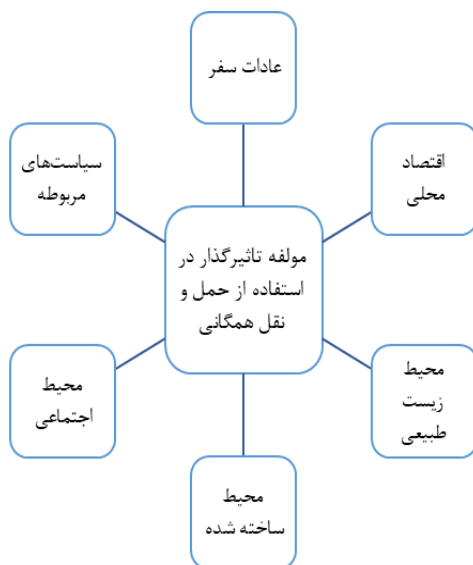 عادات سفر
اقتصاد
محلی
محیط
زیست
طبیعی
محیط
ساخته شده
محیط
اجتماعی
سیاست‌های
مربوطه
مولفه تاثیرگذار در
استفاده از حمل و
نقل همگانی